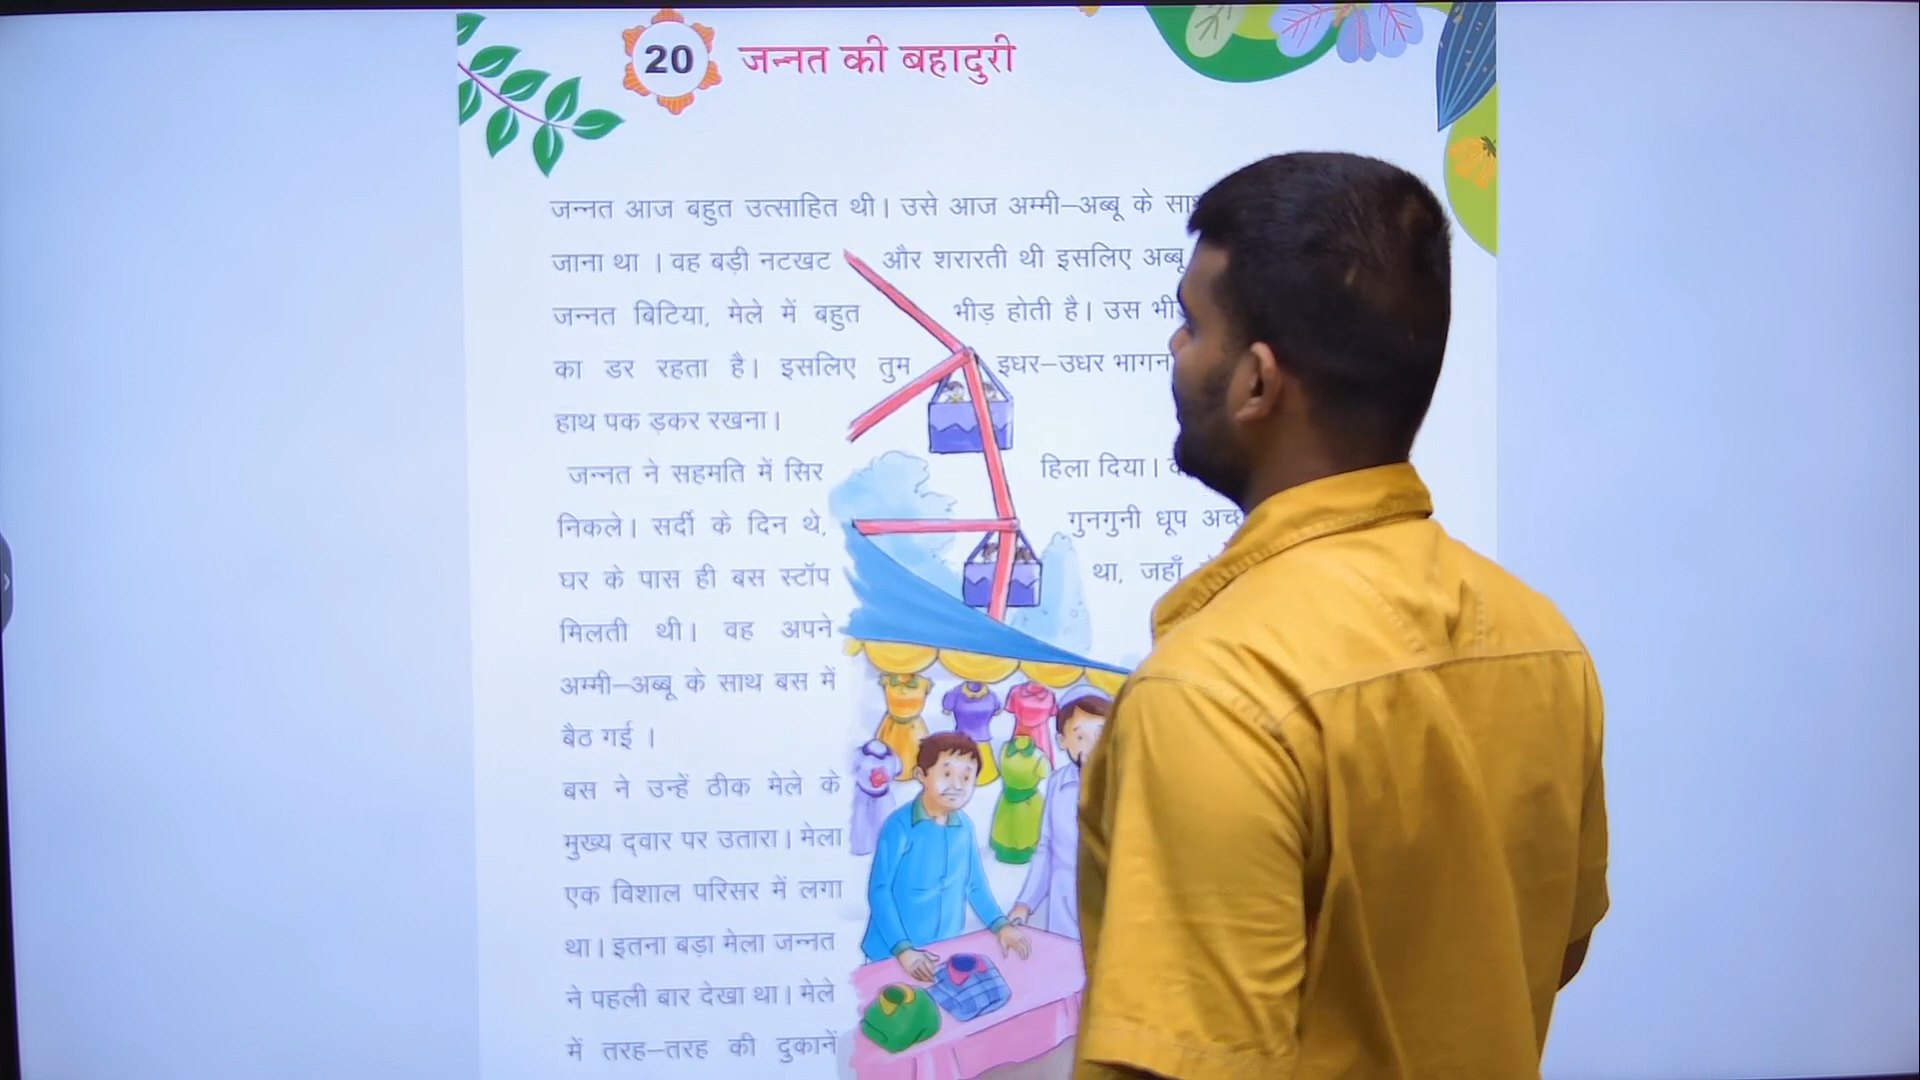 20 जन्नत की बहादुरी
जन्नत आज बहुत उत्साहित थी। उसे आज अम्मी–अब्बू के
जाना था । वह बड़ी नटखट और शरारती थी इसलिए अब्बू
जन्नत बिटिया, मेले में बहुत भीड़ होती है। उस
का डर रहता है। इसलिए तुम इधर–उधर
हाथ पक ड़कर रखना।
जन्नत ने सहमति में सिर हिला दिया।
निकले। सर्दी के दिन थे, गुनगुनी धूप
घर के पास ही बस स्टॉप था, जहाँ
मिलती थी। वह अपने
अम्मी–अब्बू के साथ बस में
बैठ गई ।
बस ने उन्हें ठीक मेले के
मुख्य द्वार पर उतारा। मेला
एक विशाल परिसर में लगा
था। इतना बड़ा मेला जन्नत
ने पहली बार देखा था। मेले
में तरह–तरह की दुकानें